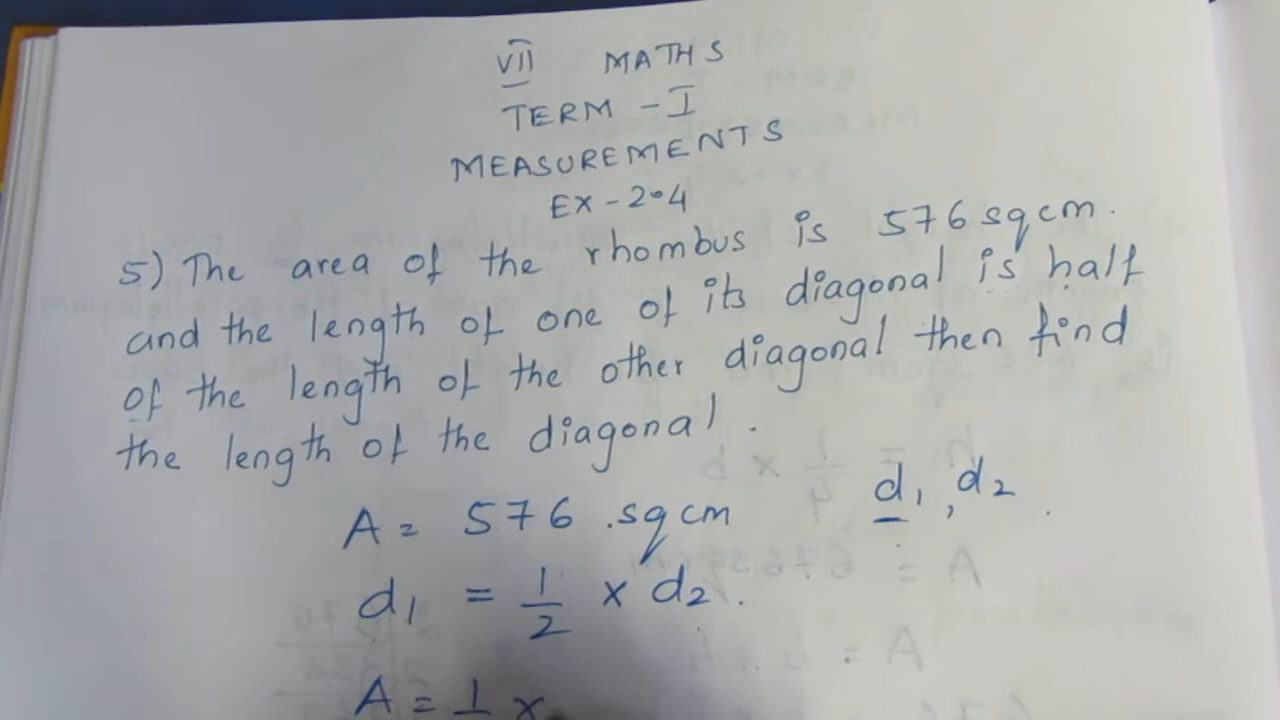 VII MATHS
TERM - I
MEASUREMENTS
EX - 2.4
5) The area of the rhombus is 576 sq cm.
and the length of one of its diagonal is half
of the length of the other diagonal then find
the length of the diagonal.
d1, d2
A = 576 .sq cm
d1 = 1/2 × d2.
A = 1 ×